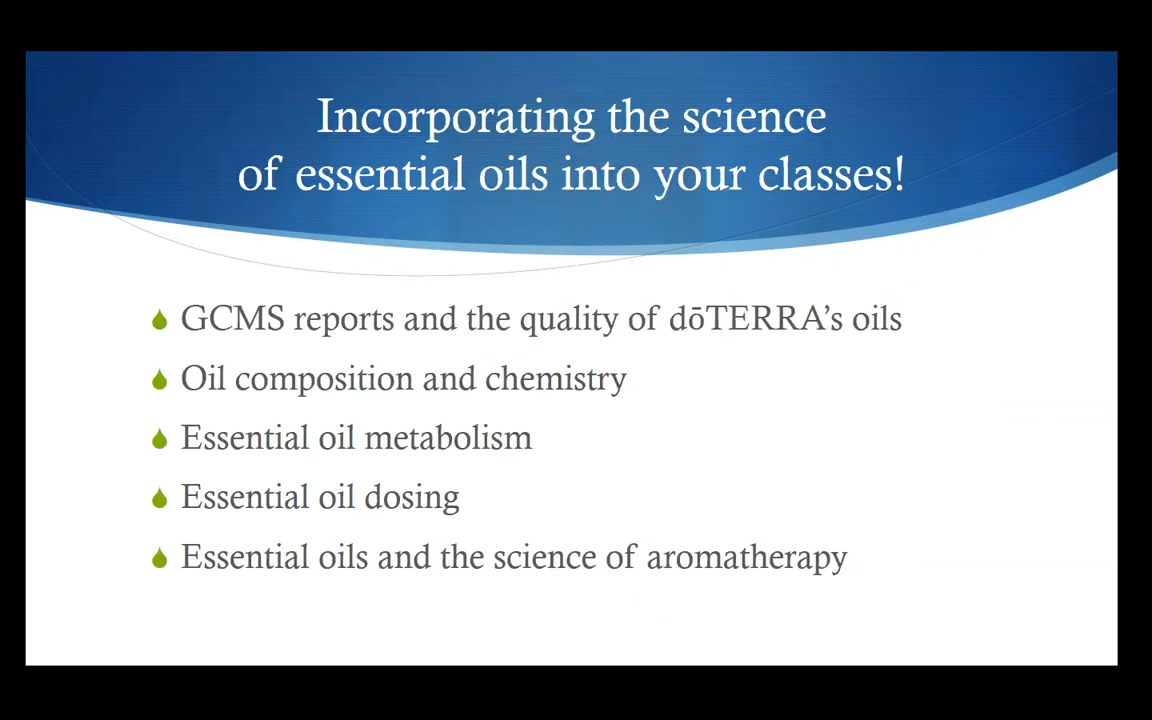 Incorporating the science
of essential oils into your classes!
GCMS reports and the quality of dōTERRA’s oils
Oil composition and chemistry
Essential oil metabolism
Essential oil dosing
Essential oils and the science of aromatherapy